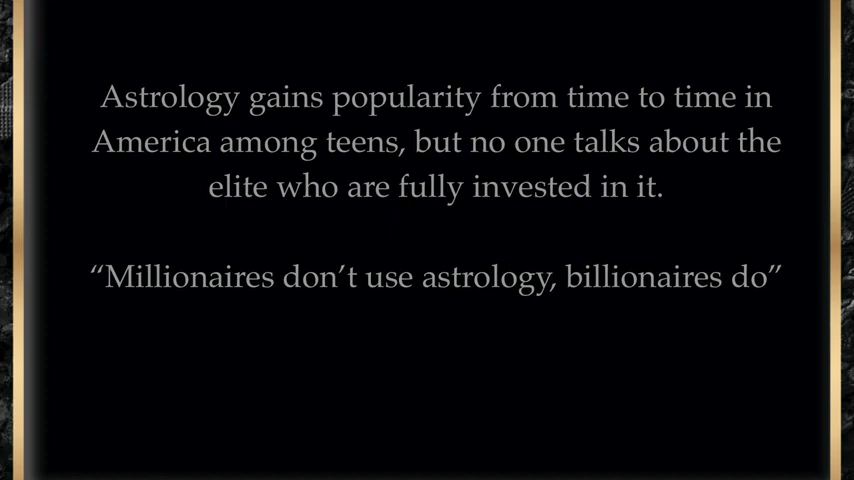 Astrology gains popularity from time to time in
America among teens, but no one talks about the
elite who are fully invested in it.
“Millionaires don’t use astrology, billionaires do”